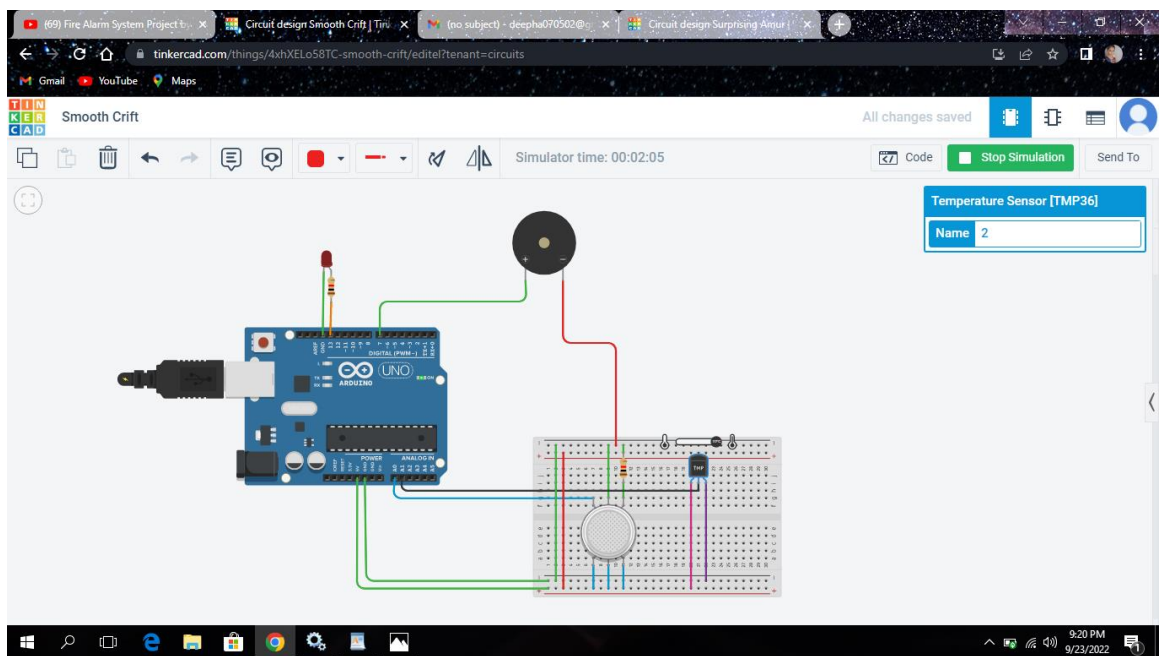 (69) Fire Alarm System Project b
Circuit design Smooth Crift | Tin
(no subject) - deepha070502@g
Circuit design Surprising Amur
tinkercad.com/things/4xhXELo58TC-smooth-crift/editel?tenant=circuits
Gmail YouTube Maps
TIN
KER
CAD
Smooth Crift
All changes saved
Simulator time: 00:02:05
Code
Stop Simulation
Send To
Temperature Sensor [TMP36]
Name 2
DIGITAL (PWM~)
UNO
ARDUINO
POWER
ANALOG IN
TMP
9:20 PM
9/23/2022